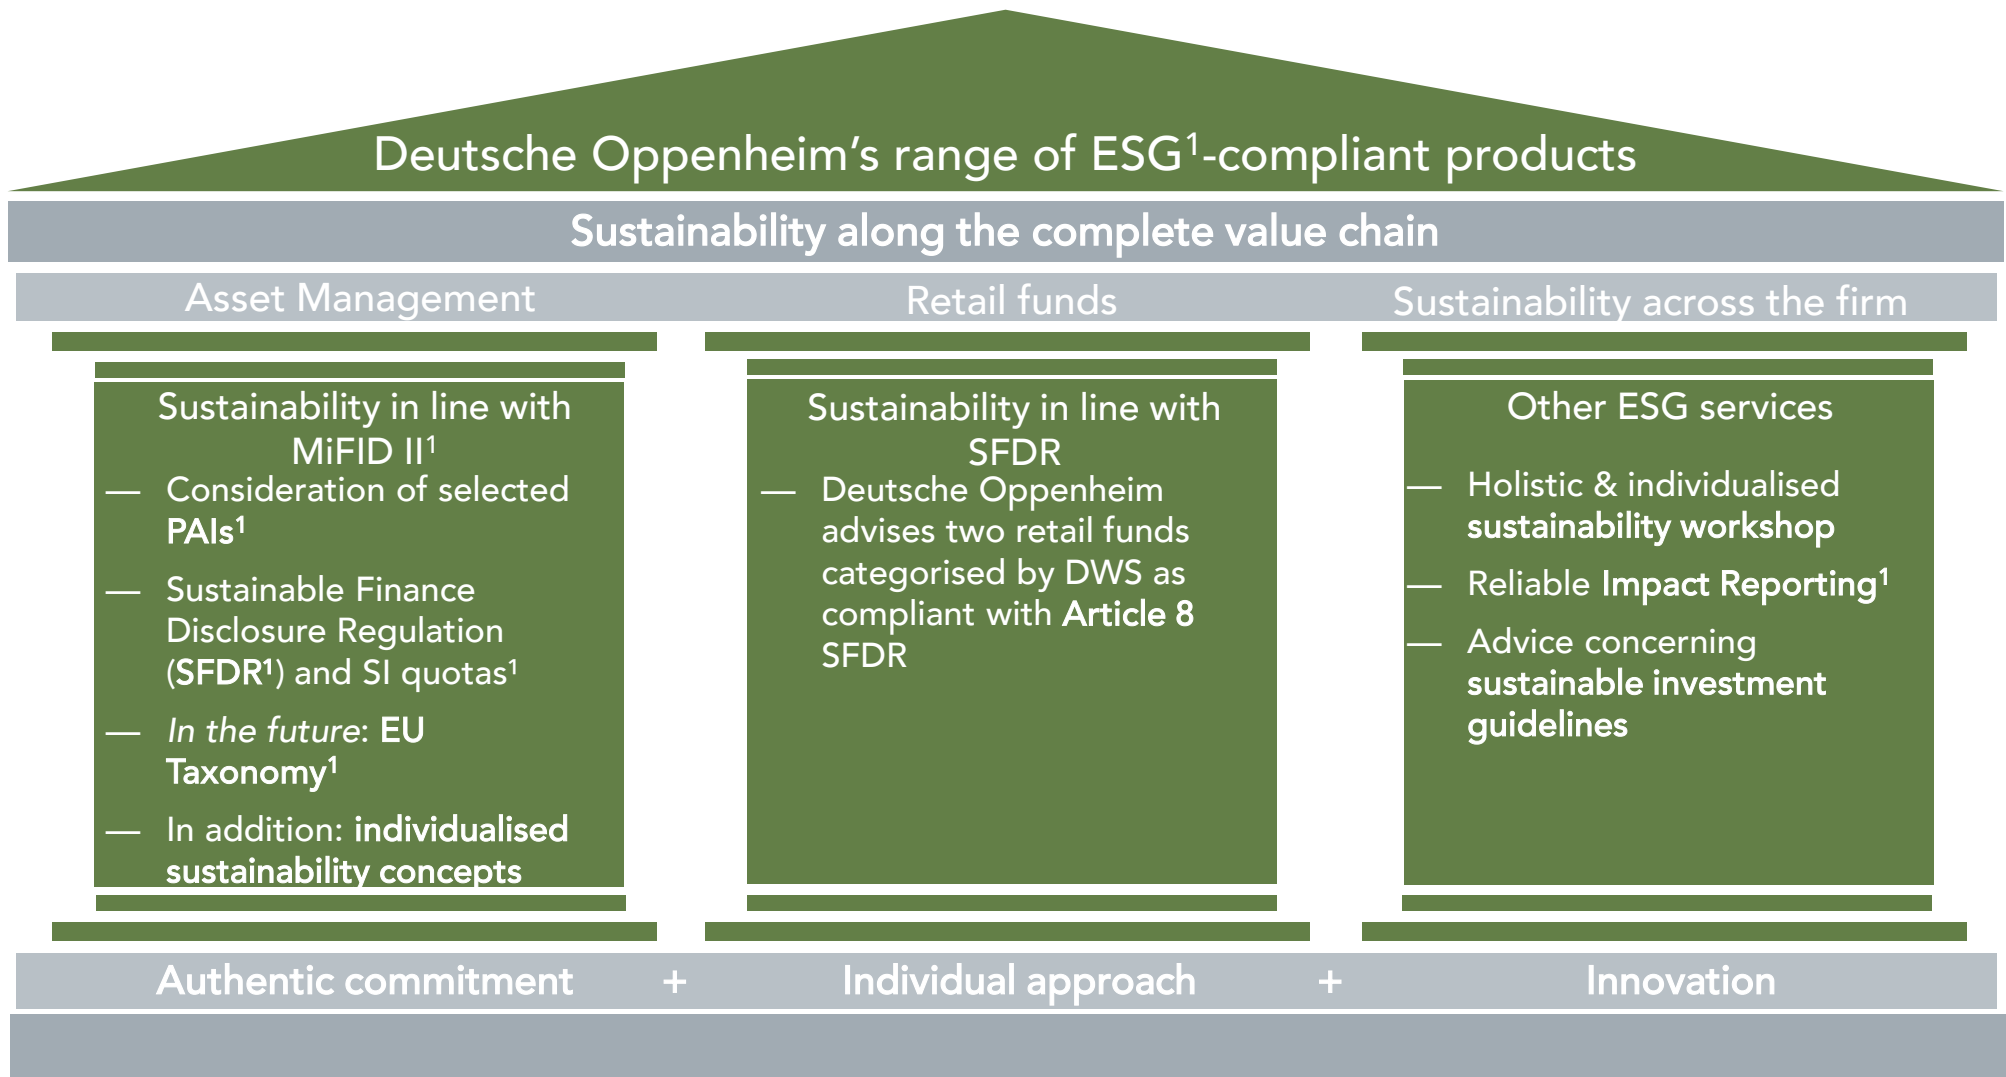 Deutsche Oppenheim’s range of ESG¹-compliant products
Sustainability along the complete value chain
Asset Management
Retail funds
Sustainability across the firm
Sustainability in line with
MiFID II¹
— Consideration of selected
PAIs¹
— Sustainable Finance
Disclosure Regulation
(SFDR¹) and SI quotas¹
— In the future: EU
Taxonomy¹
— In addition: individualised
sustainability concepts
Sustainability in line with
SFDR
— Deutsche Oppenheim
advises two retail funds
categorised by DWS as
compliant with Article 8
SFDR
Other ESG services
— Holistic & individualised
sustainability workshop
— Reliable Impact Reporting¹
— Advice concerning
sustainable investment
guidelines
Authentic commitment + Individual approach + Innovation